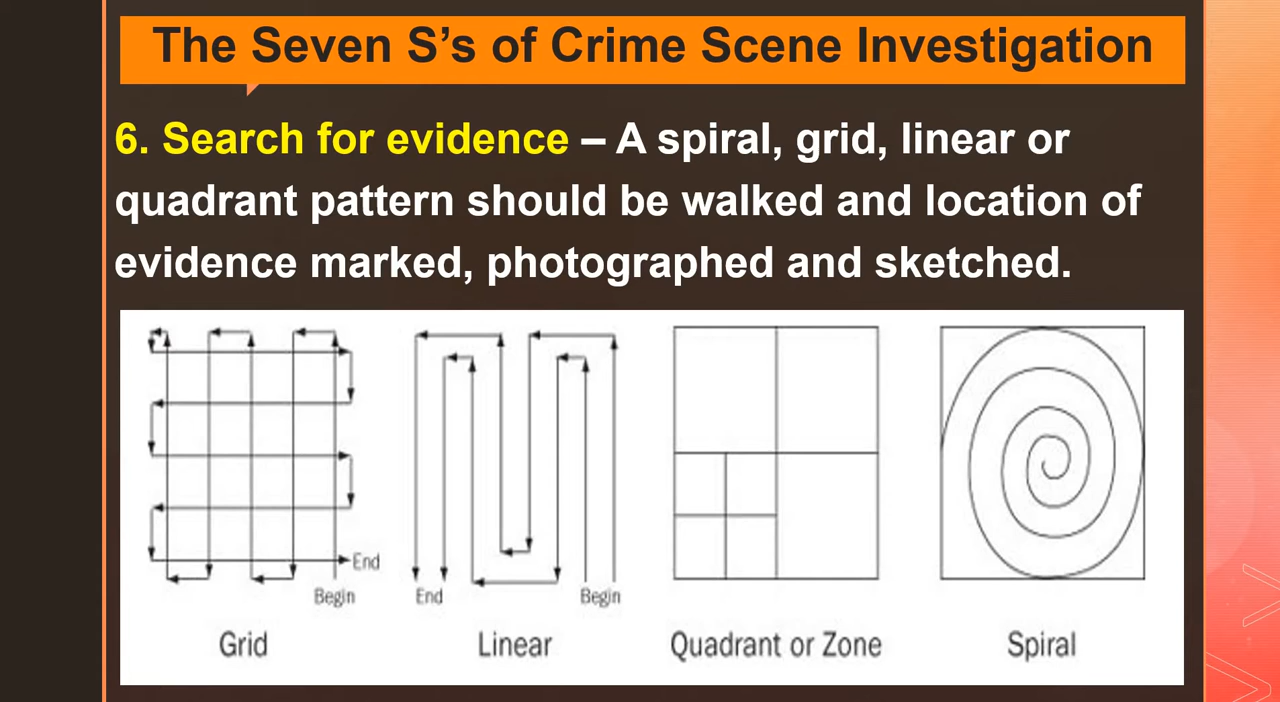 The Seven S’s of Crime Scene Investigation
6. Search for evidence – A spiral, grid, linear or
quadrant pattern should be walked and location of
evidence marked, photographed and sketched.
End
Begin
End
Begin
Grid
Linear
Quadrant or Zone
Spiral